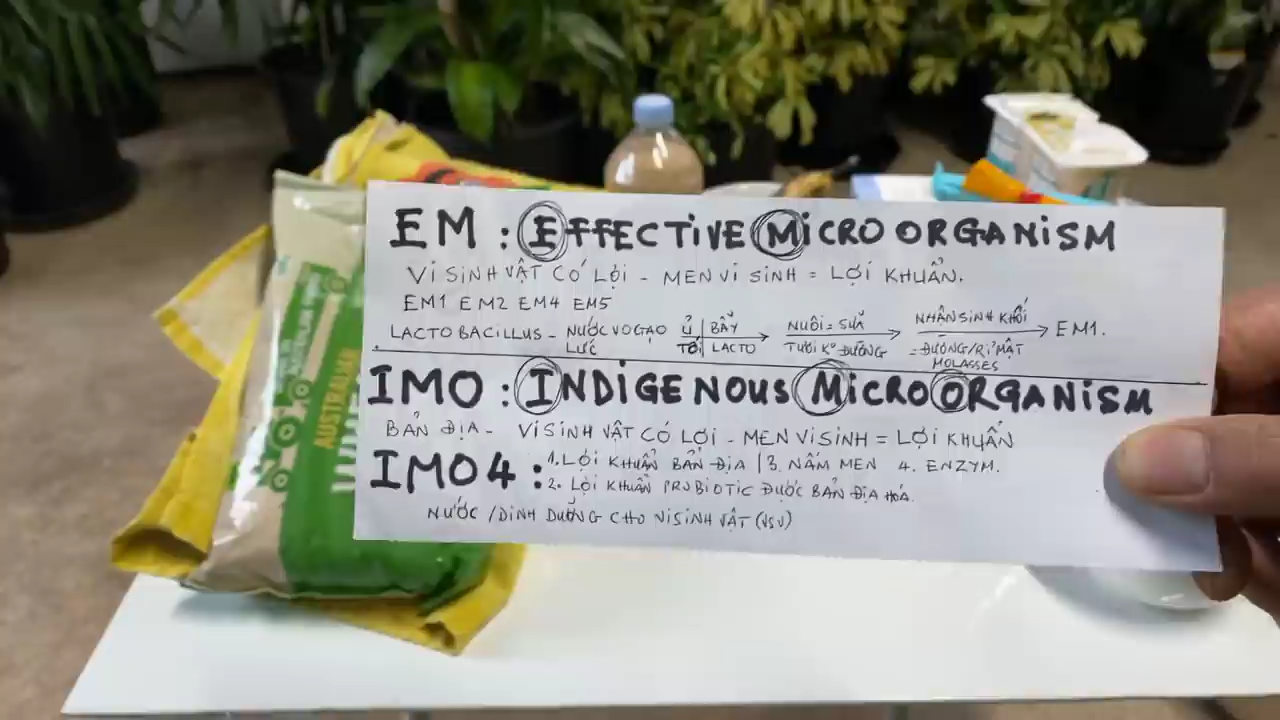 EM : EFFECTIVE MICRO ORGANISM
VI SINH VẬT CÓ LỢI - MEN VI SINH = LỢI KHUẨN.
EM1 EM2 EM4 EM5
LACTO BACILLUS - NƯỚC VO GẠO Ủ BẪY NUÔI = SỮA NHÂN SINH KHỐI EM1.
LỨC TỐI LACTO TƯƠI K° ĐƯỜNG = ĐƯỜNG/RỈ MẬT
MOLASSES
IMO : INDIGENOUS MICRO ORGANISM
BẢN ĐỊA - VI SINH VẬT CÓ LỢI - MEN VI SINH = LỢI KHUẨN
IMO4 : 1. LỢI KHUẨN BẢN ĐỊA | 3. NẤM MEN 4. ENZYM.
2. LỢI KHUẨN PROBIOTIC ĐƯỢC BẢN ĐỊA HÓA.
NƯỚC / DINH DƯỠNG CHO VI SINH VẬT (VSV)
AUSTRALIAN